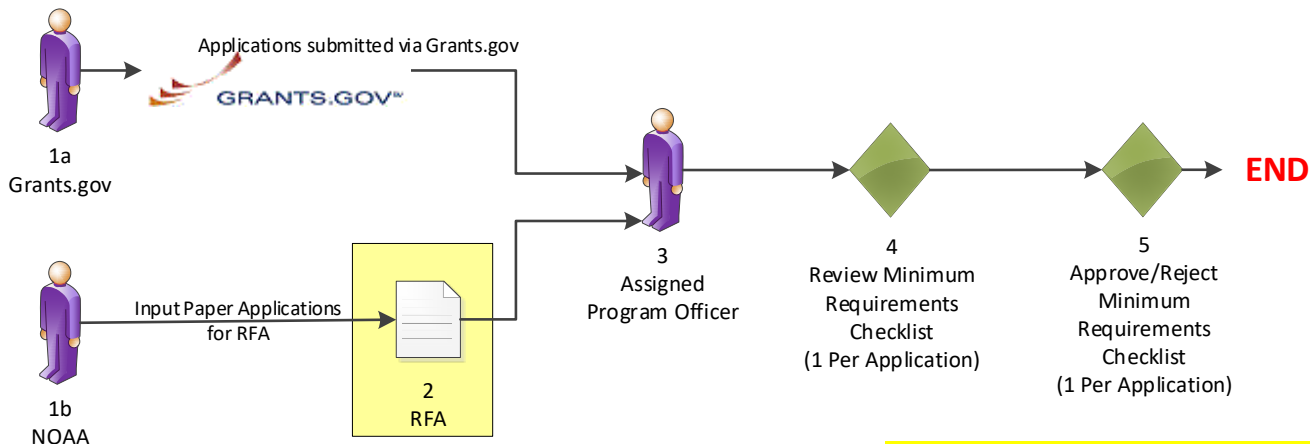 Applications submitted via Grants.gov
GRANTS.GOV
1a
Grants.gov
Input Paper Applications
for RFA
1b
NOAA
2
RFA
3
Assigned
Program Officer
4
Review Minimum
Requirements
Checklist
(1 Per Application)
5
Approve/Reject
Minimum
Requirements
Checklist
(1 Per Application)
END